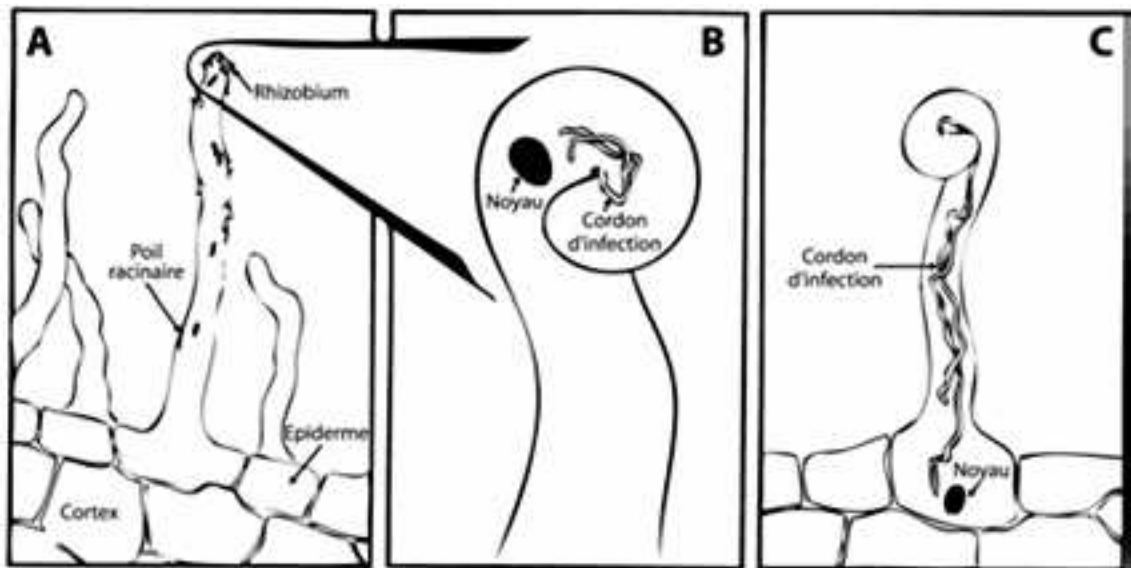 A
Rhizobium
Poil
racinaire
Epiderme
Cortex
B
Noyau
Cordon
d'infection
C
Cordon
d'infection
Noyau